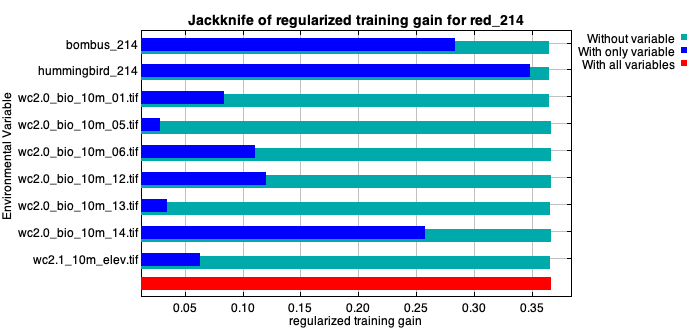 Jackknife of regularized training gain for red_214
Without variable
With only variable
With all variables
Environmental Variable
bombus_214
hummingbird_214
wc2.0_bio_10m_01.tif
wc2.0_bio_10m_05.tif
wc2.0_bio_10m_06.tif
wc2.0_bio_10m_12.tif
wc2.0_bio_10m_13.tif
wc2.0_bio_10m_14.tif
wc2.1_10m_elev.tif
0.05 0.10 0.15 0.20 0.25 0.30 0.35
regularized training gain